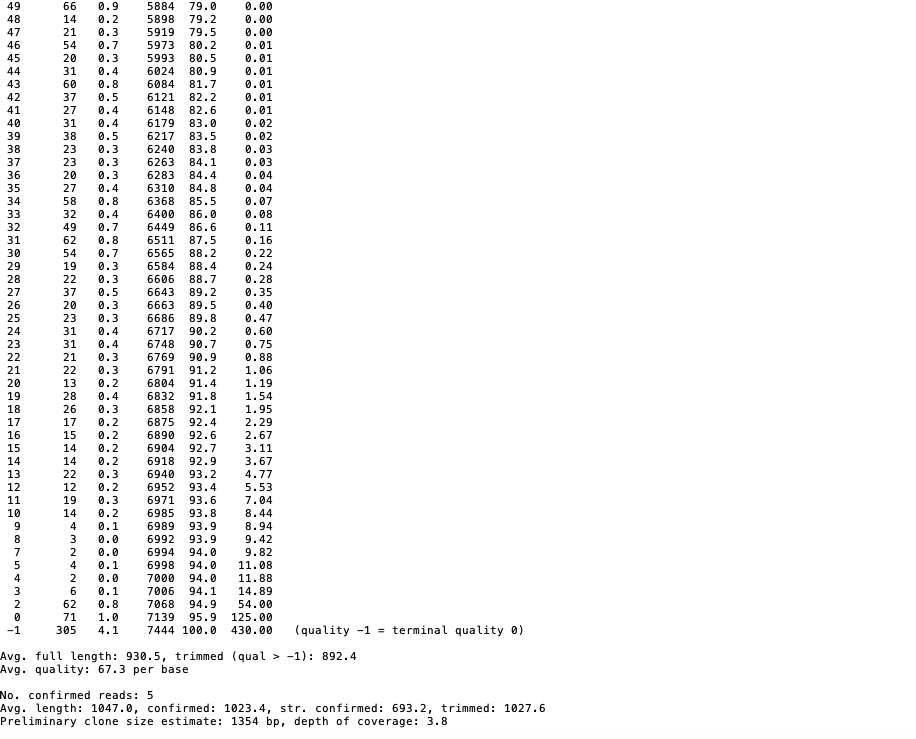 49 66 0.9 5884 79.0 0.00
48 14 0.2 5898 79.2 0.00
47 21 0.3 5919 79.5 0.00
46 54 0.7 5973 80.2 0.01
45 20 0.3 5993 80.5 0.01
44 31 0.4 6024 80.9 0.01
43 60 0.8 6084 81.7 0.01
42 37 0.5 6121 82.2 0.01
41 27 0.4 6148 82.6 0.01
40 31 0.4 6179 83.0 0.02
39 38 0.5 6217 83.5 0.02
38 23 0.3 6240 83.8 0.03
37 23 0.3 6263 84.1 0.03
36 20 0.3 6283 84.4 0.04
35 27 0.4 6310 84.8 0.04
34 58 0.8 6368 85.5 0.07
33 32 0.4 6400 86.0 0.08
32 49 0.7 6449 86.6 0.11
31 62 0.8 6511 87.5 0.16
30 54 0.7 6565 88.2 0.22
29 19 0.3 6584 88.4 0.24
28 22 0.3 6606 88.7 0.28
27 37 0.5 6643 89.2 0.35
26 20 0.3 6663 89.5 0.40
25 23 0.3 6686 89.8 0.47
24 31 0.4 6717 90.2 0.60
23 31 0.4 6748 90.7 0.75
22 21 0.3 6769 90.9 0.88
21 22 0.3 6791 91.2 1.06
20 13 0.2 6804 91.4 1.19
19 28 0.4 6832 91.8 1.54
18 26 0.3 6858 92.1 1.95
17 17 0.2 6875 92.4 2.29
16 15 0.2 6890 92.6 2.67
15 14 0.2 6904 92.7 3.11
14 14 0.2 6918 92.9 3.67
13 22 0.3 6940 93.2 4.77
12 12 0.2 6952 93.4 5.53
11 19 0.3 6971 93.6 7.04
10 14 0.2 6985 93.8 8.44
9 4 0.1 6989 93.9 8.94
8 3 0.0 6992 93.9 9.42
7 2 0.0 6994 94.0 9.82
5 4 0.1 6998 94.0 11.08
4 2 0.0 7000 94.0 11.88
3 6 0.1 7006 94.1 14.89
2 62 0.8 7068 94.9 54.00
0 71 1.0 7139 95.9 125.00
-1 305 4.1 7444 100.0 430.00 (quality -1 = terminal quality 0)
Avg. full length: 930.5, trimmed (qual > -1): 892.4
Avg. quality: 67.3 per base
No. confirmed reads: 5
Avg. length: 1047.0, confirmed: 1023.4, str. confirmed: 693.2, trimmed: 1027.6
Preliminary clone size estimate: 1354 bp, depth of coverage: 3.8